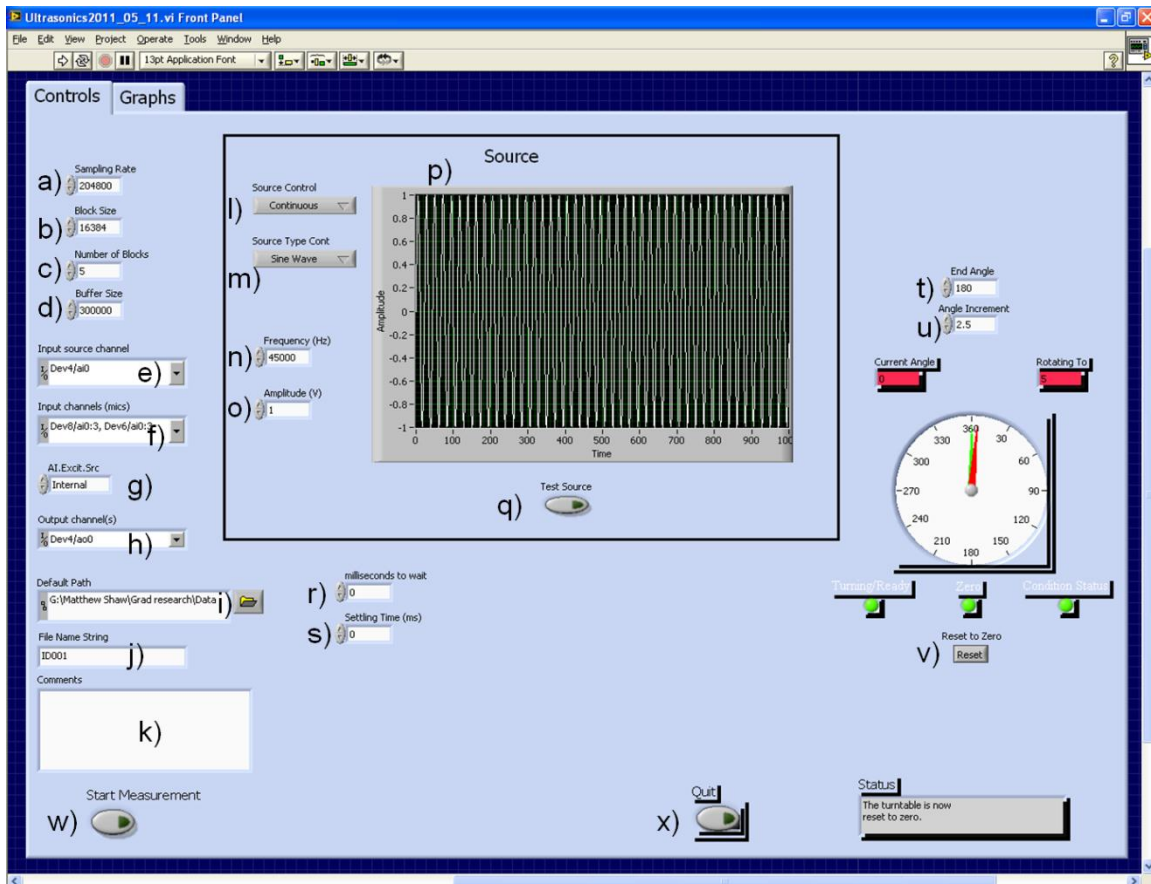 Ultrasonics2011_05_11.vi Front Panel
File Edit View Project Operate Tools Window Help
13pt Application Font
Controls Graphs
Sampling Rate
a) 204800
Block Size
b) 16384
Number of Blocks
c) 5
Buffer Size
d) 300000
Input source channel
Dev4/ai0 e)
Input channels (mics)
Dev8/ai0:3, Dev6/ai0:3 f)
AI.Excit.Src
Internal g)
Output channel(s)
Dev4/ao0 h)
Default Path
G:\Matthew Shaw\Grad research\Data i)
File Name String
ID001 j)
Comments
k)
Start Measurement
w)
Source
Source Control
l) Continuous
Source Type Cont
Sine Wave
m)
Frequency (Hz)
n) 45000
Amplitude (V)
o) 1
p)
Amplitude
1
0.8
0.6
0.4
0.2
0
-0.2
-0.4
-0.6
-0.8
-1
0 100 200 300 400 500 600 700 800 900 100
Time
Test Source
q)
milliseconds to wait
r) 0
Settling Time (ms)
s) 0
End Angle
t) 180
Angle Increment
u) 2.5
Current Angle Rotating To
0 5
360
330 30
300 60
270 90
240 120
210 150
180
Turning/Ready Zero Condition Status
Reset to Zero
v) Reset
Quit
x)
Status
The turntable is now
reset to zero.